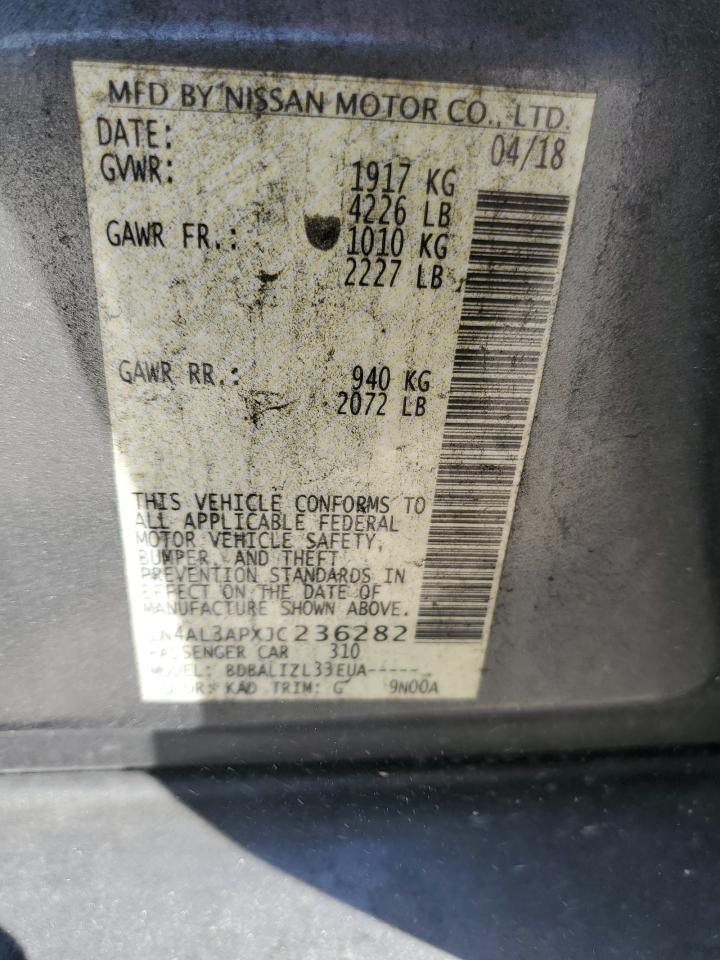 MFD BY NISSAN MOTOR CO., LTD.
DATE: 04/18
GVWR: 1917 KG
4226 LB
GAWR FR.: 1010 KG
2227 LB
GAWR RR.: 940 KG
2072 LB
THIS VEHICLE CONFORMS TO
ALL APPLICABLE FEDERAL
MOTOR VEHICLE SAFETY,
BUMPER, AND THEFT
PREVENTION STANDARDS IN
EFFECT ON THE DATE OF
MANUFACTURE SHOWN ABOVE.
N4AL3APXJC236282
PASSENGER CAR 310
MODEL: BDBALIZL33EUA-----
KAD TRIM: G 9N00A